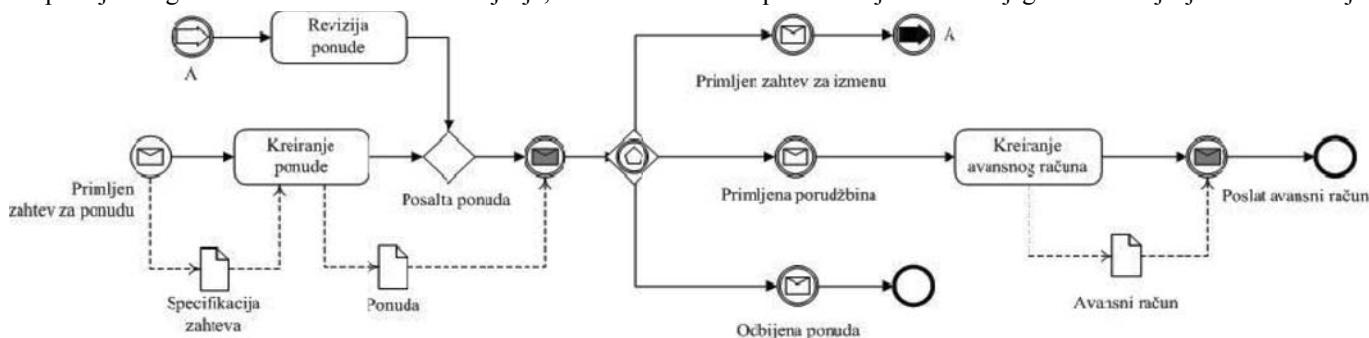 Revizija
ponude
A
A
Primljen zahtev za izmenu
Kreiranje
ponude
Kreiranje
avansnog računa
Primljen
zahtev za ponudu
Posalta ponuda
Primljena porudžbina
Poslat avansni račun
Specifikacija
zahteva
Ponuda
Avansni račun
Odbijena ponuda